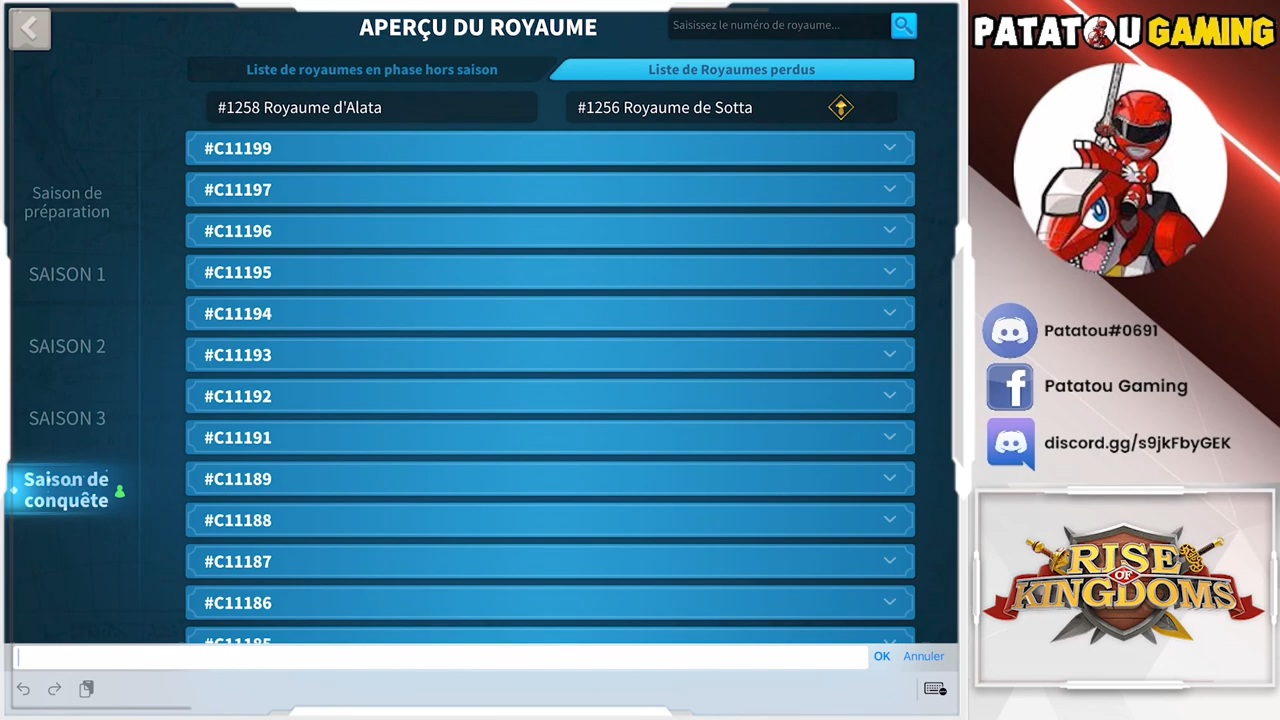 APERÇU DU ROYAUME
Saisissez le numéro de royaume...
Liste de royaumes en phase hors saison
Liste de Royaumes perdus
#1258 Royaume d'Alata
#1256 Royaume de Sotta
#C11199
#C11197
#C11196
#C11195
#C11194
#C11193
#C11192
#C11191
#C11189
#C11188
#C11187
#C11186
#C11185
Saison de
préparation
SAISON 1
SAISON 2
SAISON 3
Saison de
conquête
OK Annuler
PATATOU GAMING
Patatou#0691
Patatou Gaming
discord.gg/s9jkFbyGEK
RISE
OF
KINGDOMS